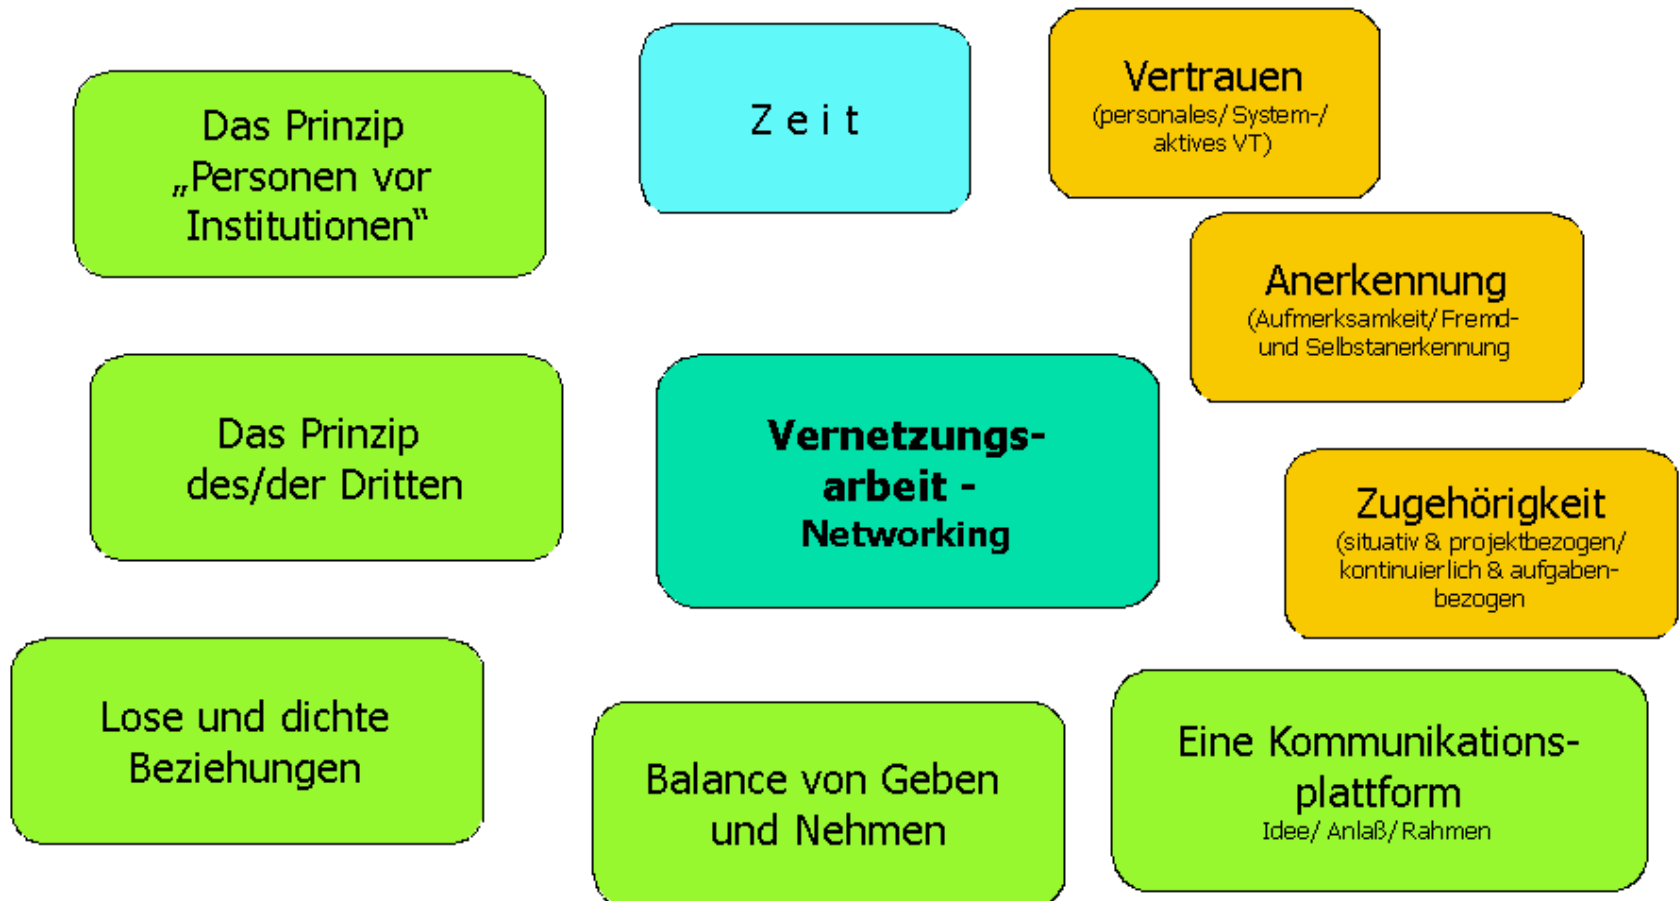 Das Prinzip
„Personen vor
Institutionen“
Z e i t
Vertrauen
(personales/ System-/
aktives VT)
Anerkennung
(Aufmerksamkeit/ Fremd-
und Selbstanerkennung
Das Prinzip
des/der Dritten
Vernetzungs-
arbeit -
Networking
Zugehörigkeit
(situativ & projektbezogen/
kontinuierlich & aufgaben-
bezogen
Lose und dichte
Beziehungen
Balance von Geben
und Nehmen
Eine Kommunikations-
plattform
Idee/ Anlaß/ Rahmen